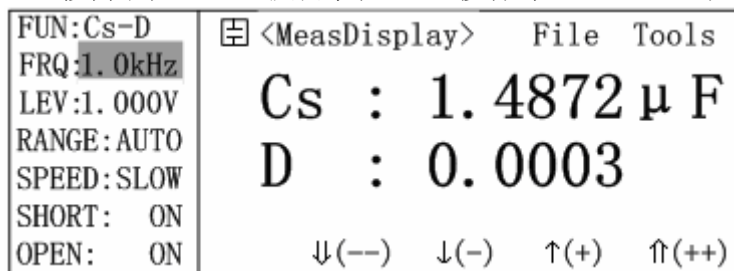 FUN:Cs-D
FRQ:1.0kHz
LEV:1.000V
RANGE:AUTO
SPEED:SLOW
SHORT: ON
OPEN: ON
<MeasDisplay> File Tools
Cs : 1.4872 μF
D : 0.0003
⇓(--) ↓(-) ↑(+) ⇑(++)